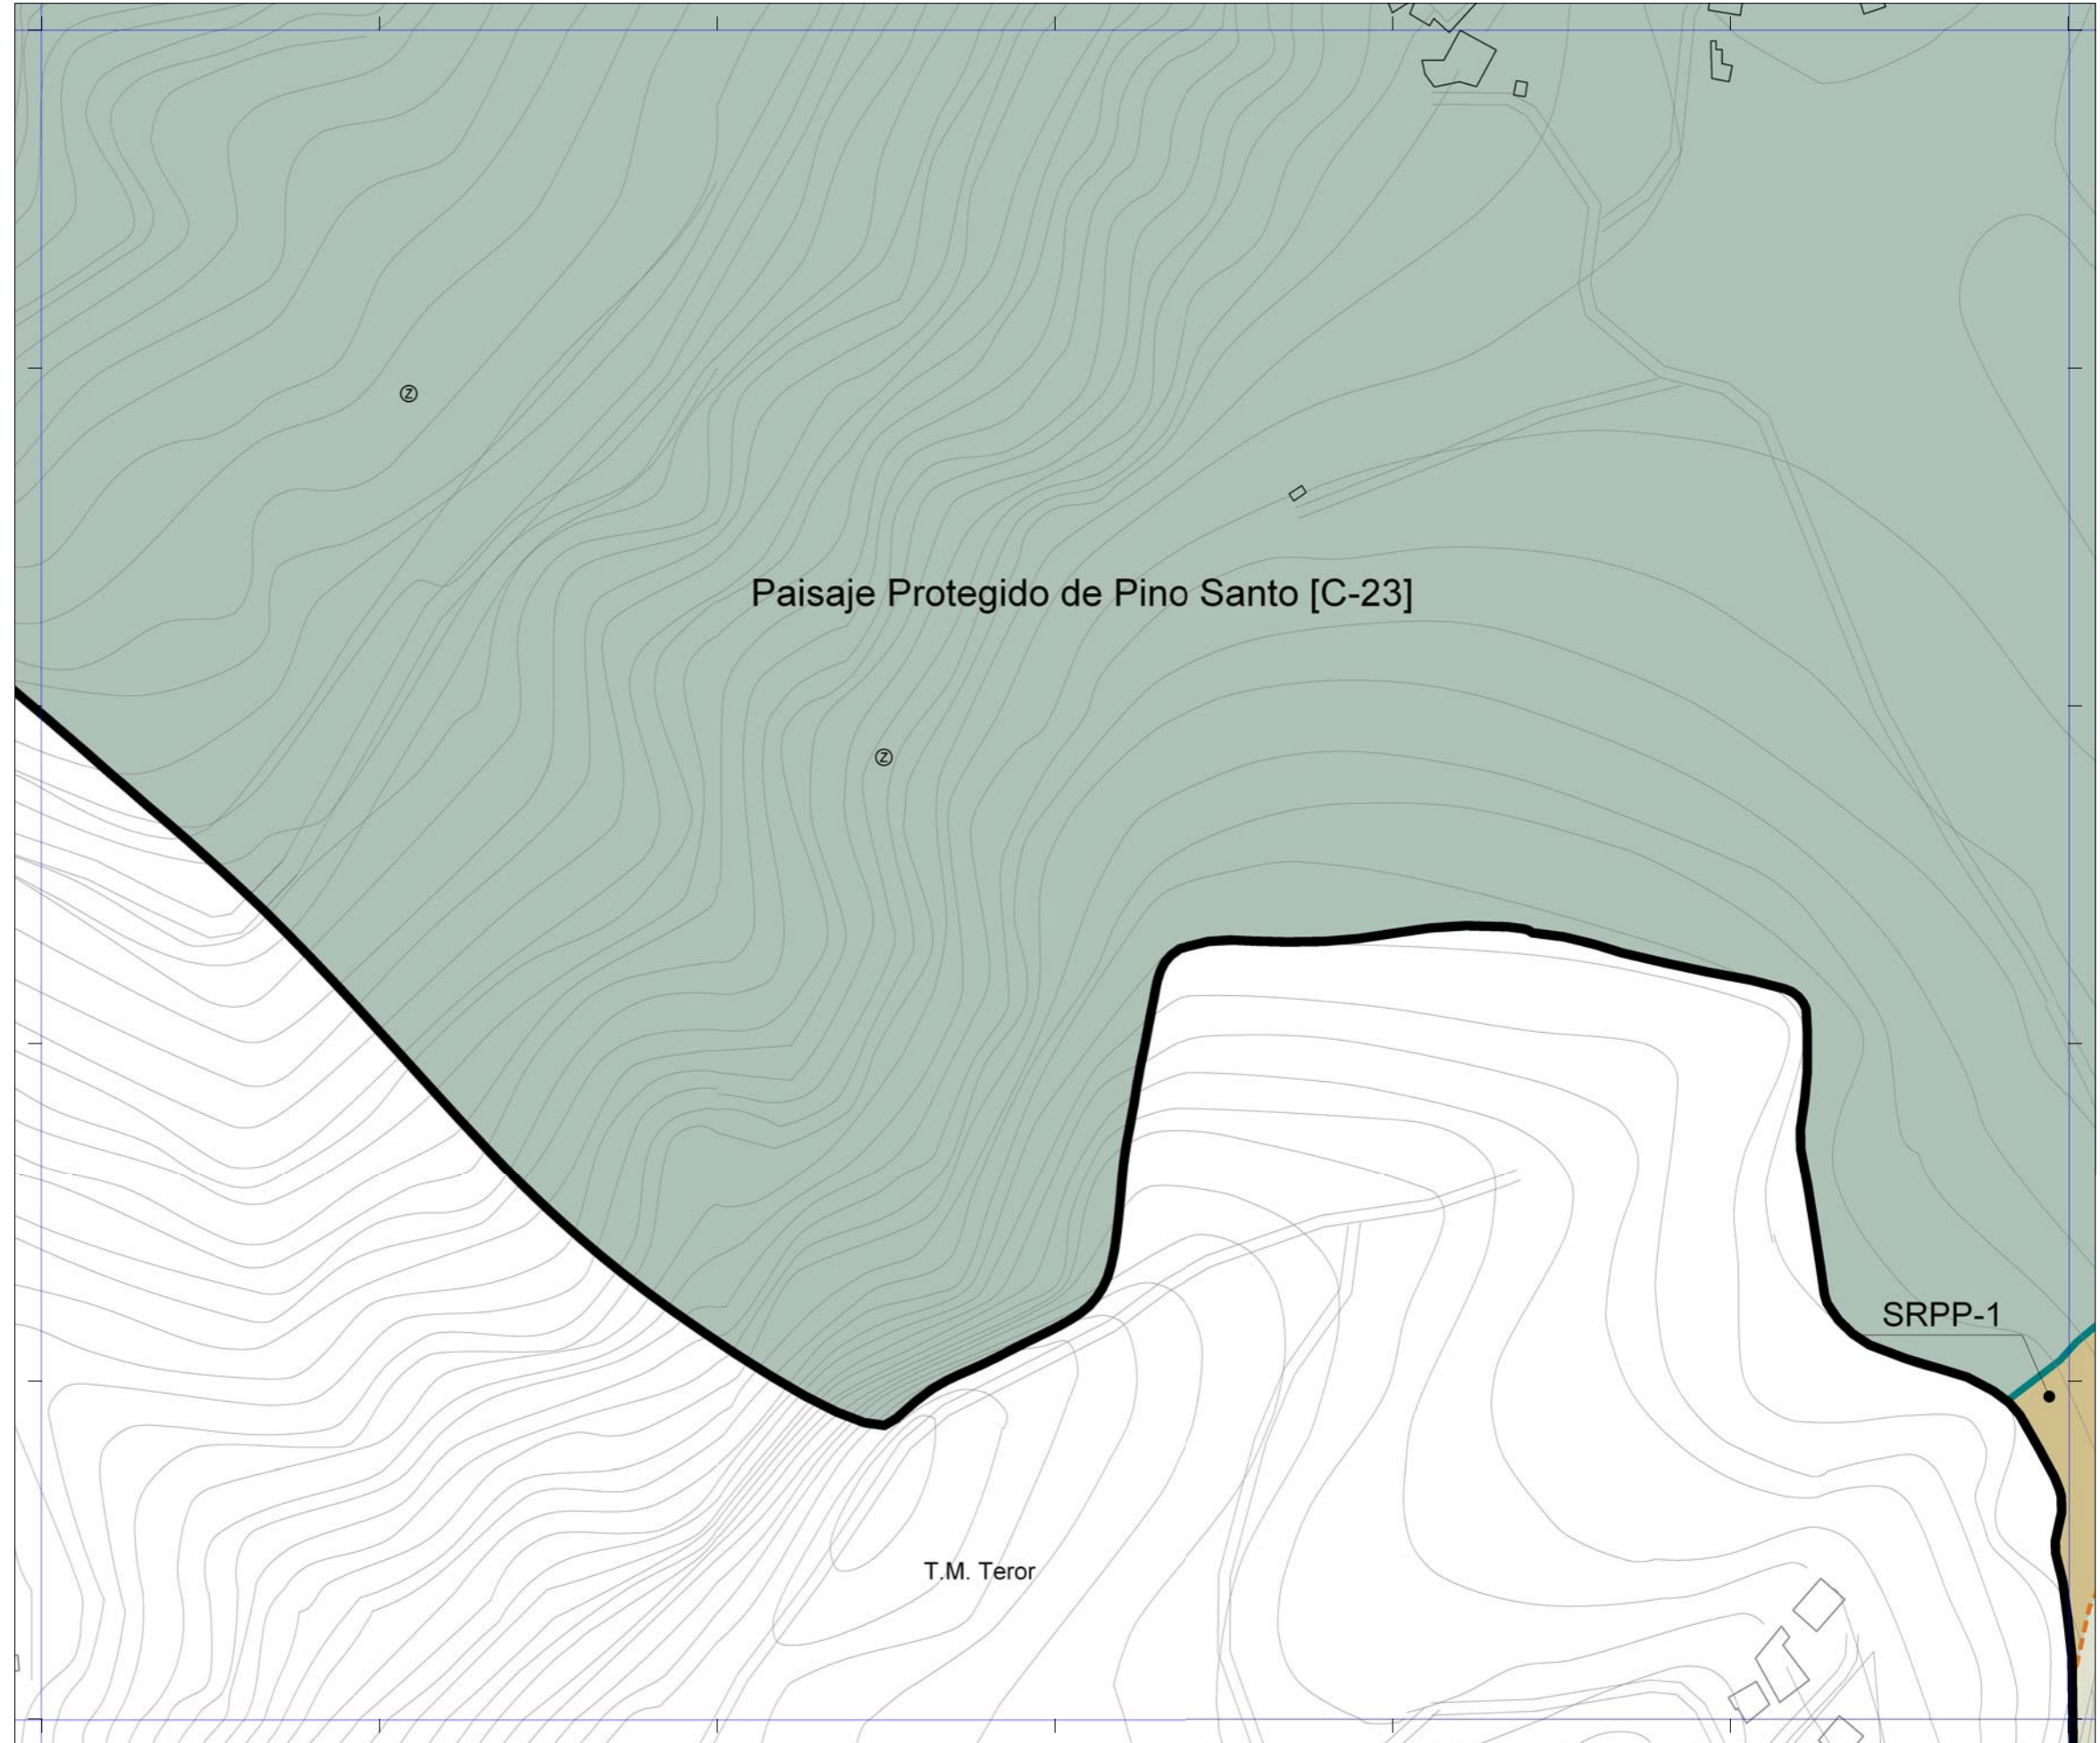 Ⓩ
Paisaje Protegido de Pino Santo [C-23]
Ⓩ
SRPP-1
T.M. Teror